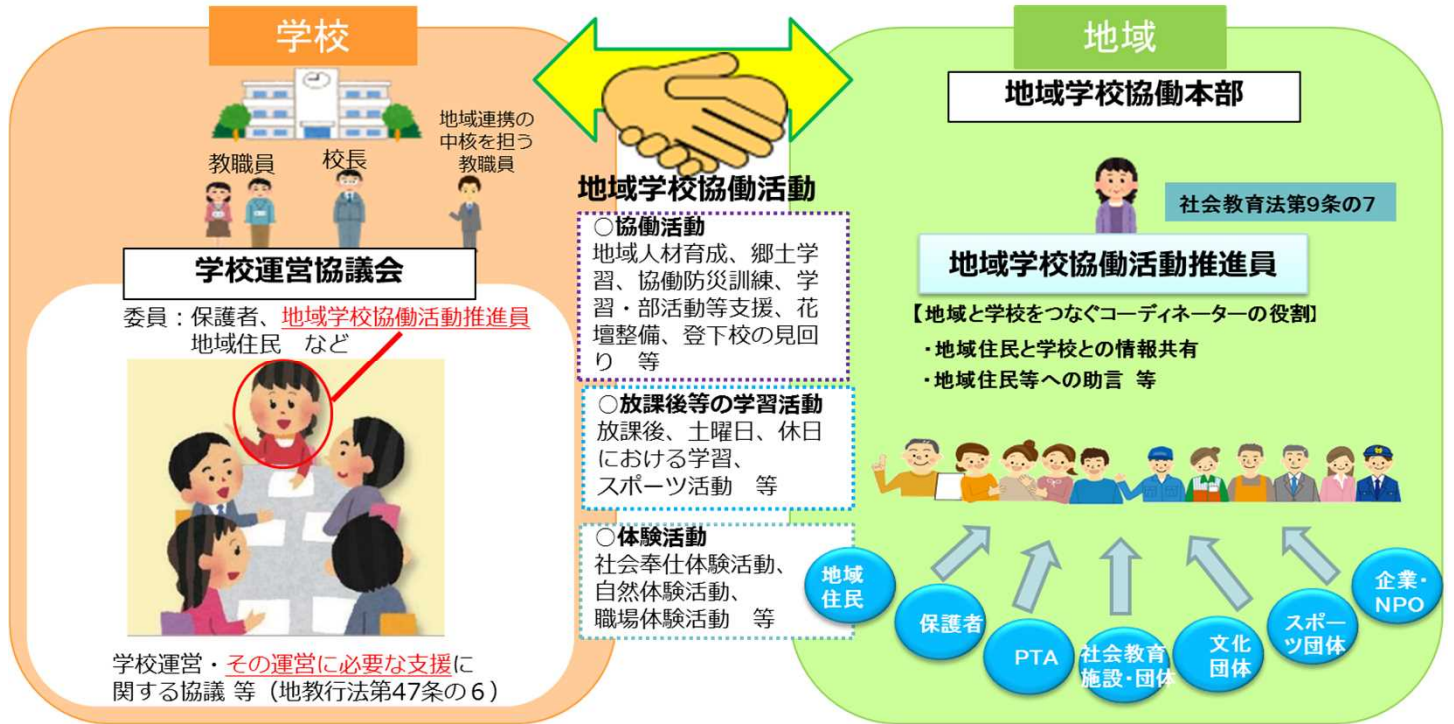 学校
教職員
校長
地域連携の
中核を担う
教職員
学校運営協議会
委員：保護者、地域学校協働活動推進員
地域住民　など
学校運営・その運営に必要な支援に
関する協議 等（地教行法第47条の６）
地域学校協働活動
○協働活動
地域人材育成、郷土学
習、協働防災訓練、学
習・部活動等支援、花
壇整備、登下校の見回
り　等
○放課後等の学習活動
放課後、土曜日、休日
における学習、
スポーツ活動　等
○体験活動
社会奉仕体験活動、
自然体験活動、
職場体験活動　等
地域
地域学校協働本部
社会教育法第9条の7
地域学校協働活動推進員
【地域と学校をつなぐコーディネーターの役割】
・地域住民と学校との情報共有
・地域住民等への助言 等
地域
住民
保護者
PTA
社会教育
施設・団体
文化
団体
スポー
ツ団体
企業・
NPO